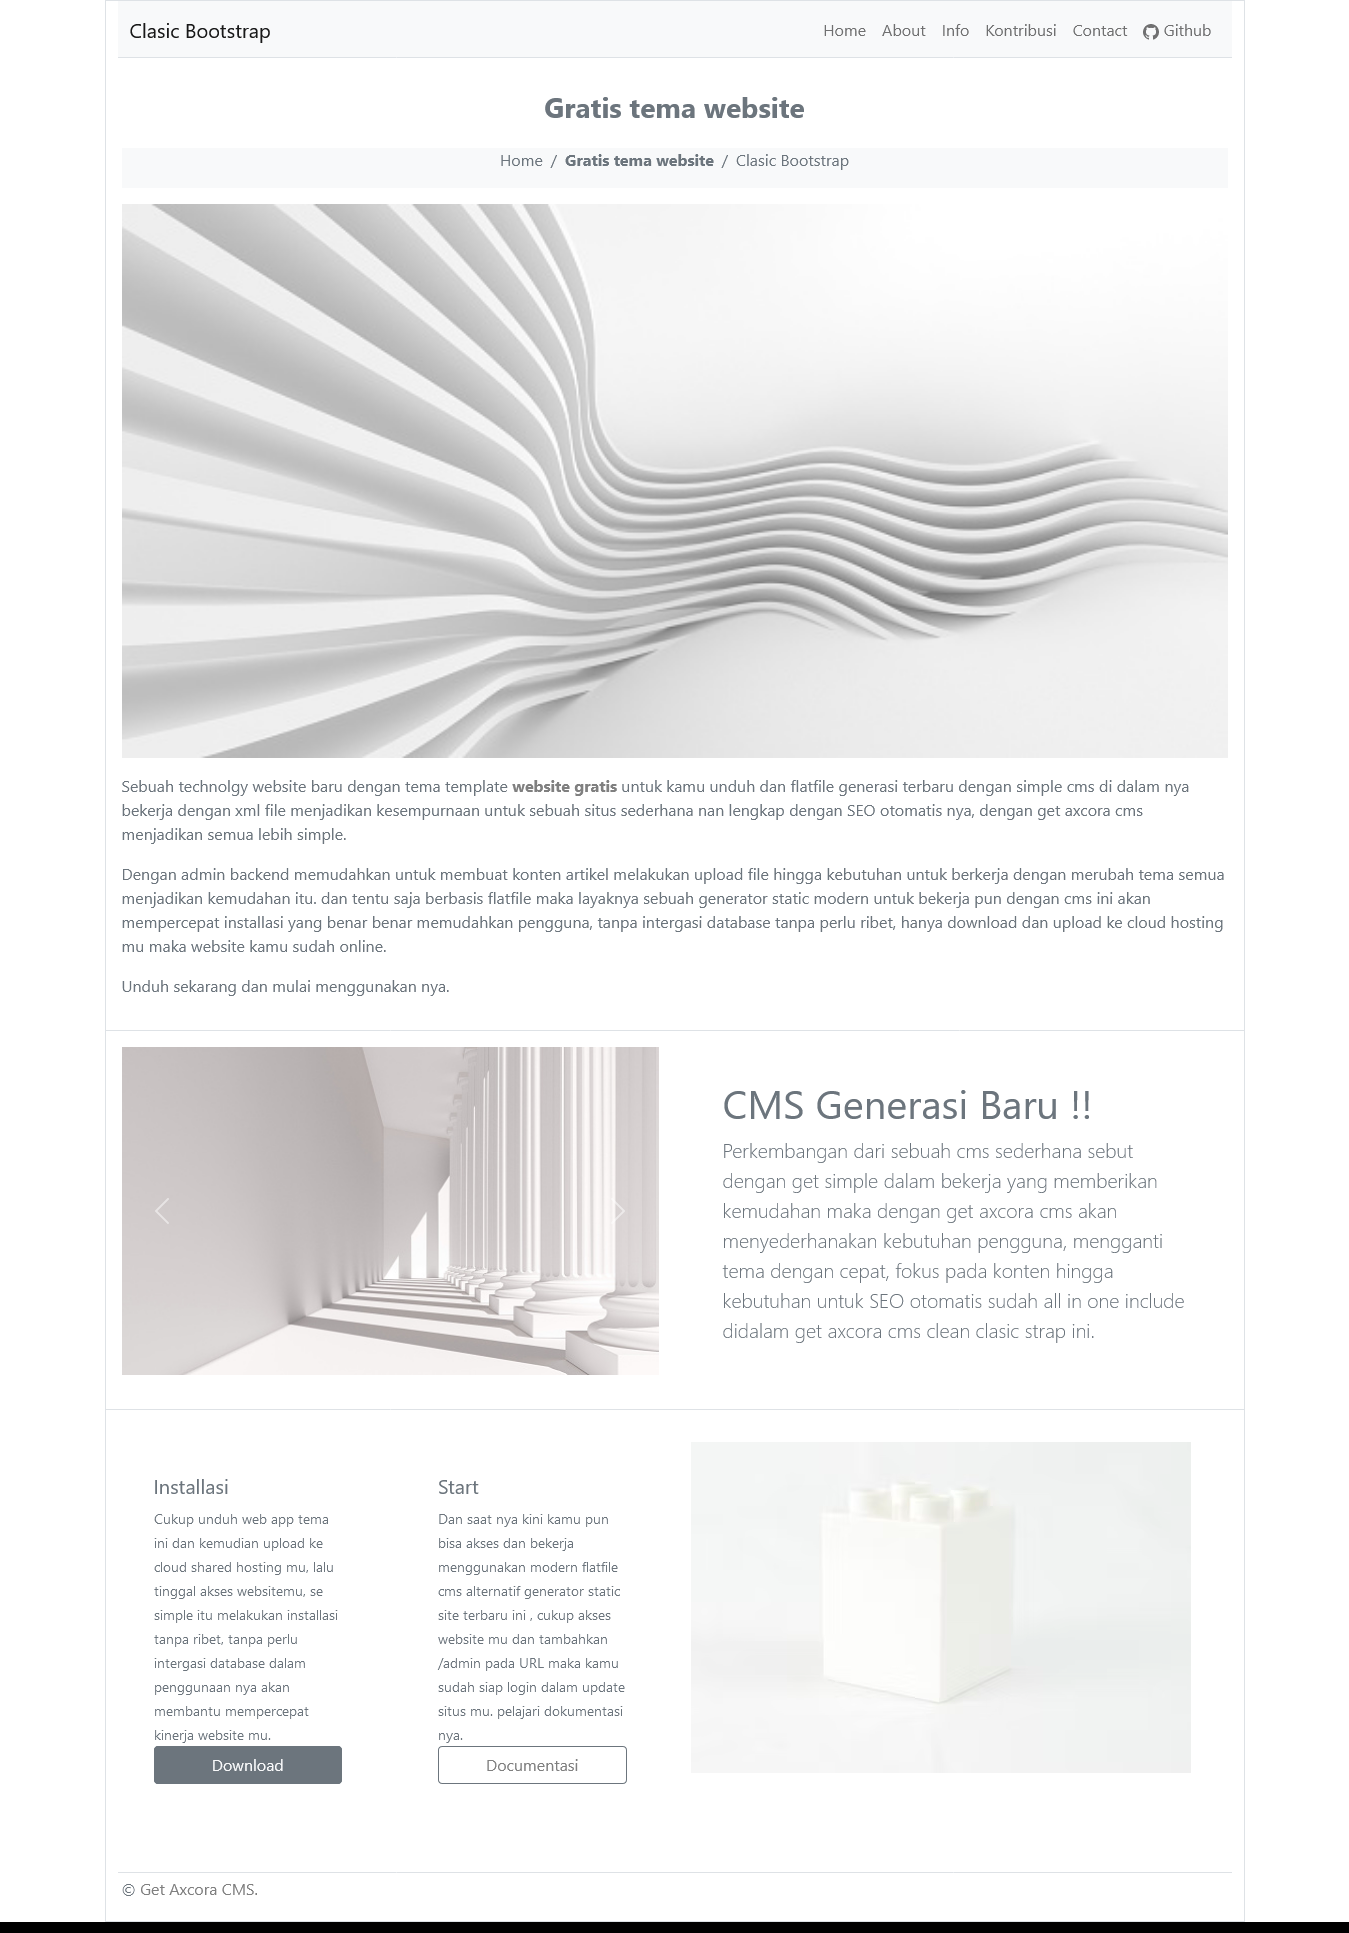 Clasic Bootstrap
Home About Info Kontribusi Contact Github
Gratis tema website
Home / Gratis tema website / Clasic Bootstrap
Sebuah technolgy website baru dengan tema template website gratis untuk kamu unduh dan flatfile generasi terbaru dengan simple cms di dalam nya
bekerja dengan xml file menjadikan kesempurnaan untuk sebuah situs sederhana nan lengkap dengan SEO otomatis nya, dengan get axcora cms
menjadikan semua lebih simple.
Dengan admin backend memudahkan untuk membuat konten artikel melakukan upload file hingga kebutuhan untuk berkerja dengan merubah tema semua
menjadikan kemudahan itu. dan tentu saja berbasis flatfile maka layaknya sebuah generator static modern untuk bekerja pun dengan cms ini akan
mempercepat installasi yang benar benar memudahkan pengguna, tanpa intergasi database tanpa perlu ribet, hanya download dan upload ke cloud hosting
mu maka website kamu sudah online.
Unduh sekarang dan mulai menggunakan nya.
CMS Generasi Baru !!
Perkembangan dari sebuah cms sederhana sebut
dengan get simple dalam bekerja yang memberikan
kemudahan maka dengan get axcora cms akan
menyederhanakan kebutuhan pengguna, mengganti
tema dengan cepat, fokus pada konten hingga
kebutuhan untuk SEO otomatis sudah all in one include
didalam get axcora cms clean clasic strap ini.
Installasi
Cukup unduh web app tema
ini dan kemudian upload ke
cloud shared hosting mu, lalu
tinggal akses websitemu, se
simple itu melakukan installasi
tanpa ribet, tanpa perlu
intergasi database dalam
penggunaan nya akan
membantu mempercepat
kinerja website mu.
Download
Start
Dan saat nya kini kamu pun
bisa akses dan bekerja
menggunakan modern flatfile
cms alternatif generator static
site terbaru ini , cukup akses
website mu dan tambahkan
/admin pada URL maka kamu
sudah siap login dalam update
situs mu. pelajari dokumentasi
nya.
Documentasi
© Get Axcora CMS.